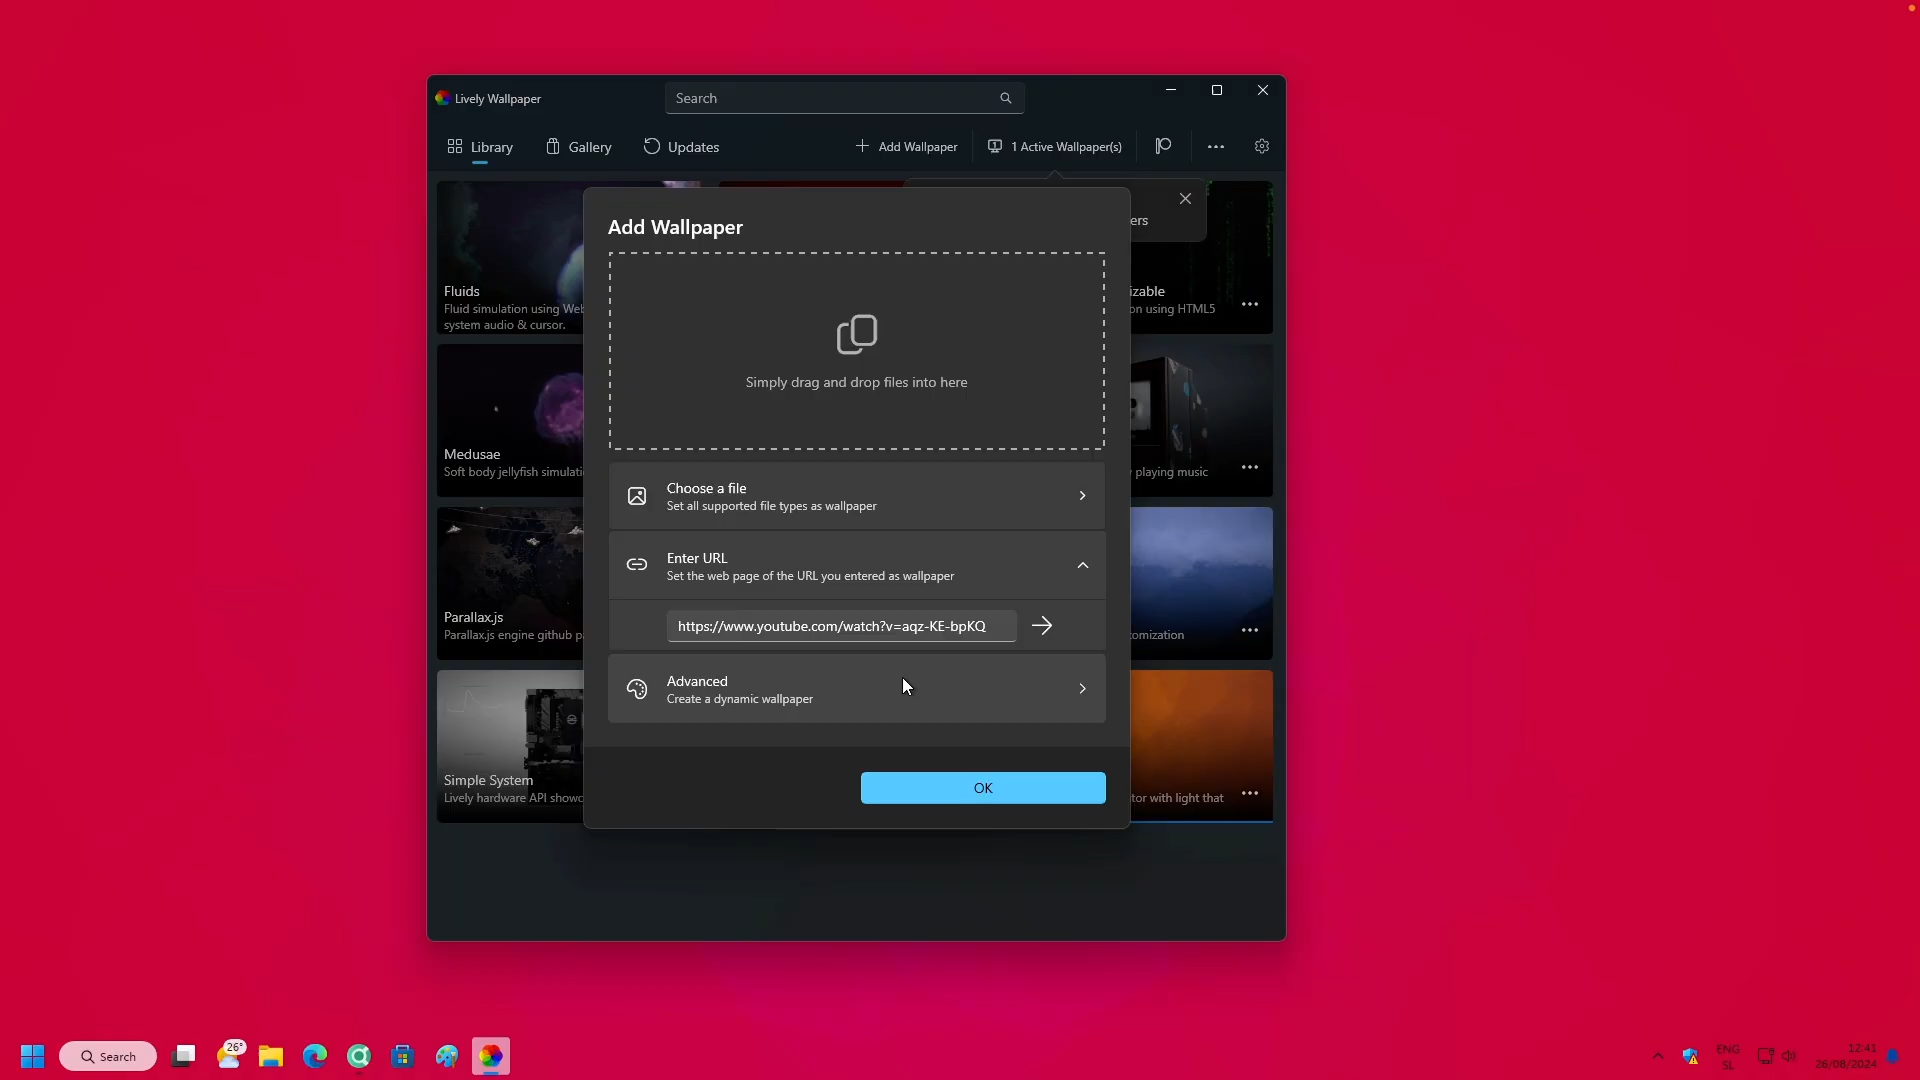 Lively Wallpaper
Search
Library
Gallery
Updates
Add Wallpaper
1 Active Wallpaper(s)
ers
Add Wallpaper
Simply drag and drop files into here
Choose a file
Set all supported file types as wallpaper
Enter URL
Set the web page of the URL you entered as wallpaper
https://www.youtube.com/watch?v=aqz-KE-bpKQ
Advanced
Create a dynamic wallpaper
OK
Fluids
Fluid simulation using Web
system audio & cursor.
izable
on using HTML5
Medusae
Soft body jellyfish simulati
playing music
Parallax.js
Parallax.js engine github p
omization
Simple System
Lively hardware API showc
tor with light that
Search
26°
ENG
SL
12:41
26/08/2024